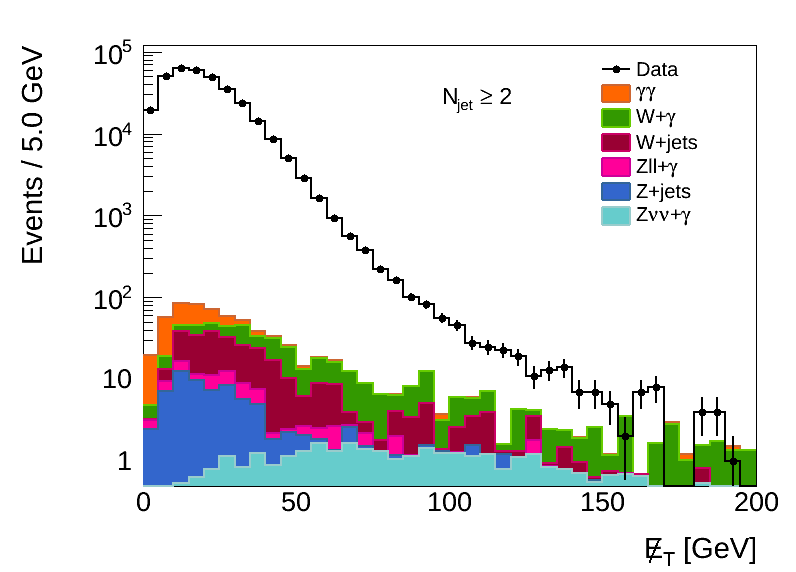 Events / 5.0 GeV
10⁵
10⁴
10³
10²
10
1
N_jet ≥ 2
Data
γγ
W+γ
W+jets
Zll+γ
Z+jets
Zνν+γ
0 50 100 150 200
E̸_T [GeV]